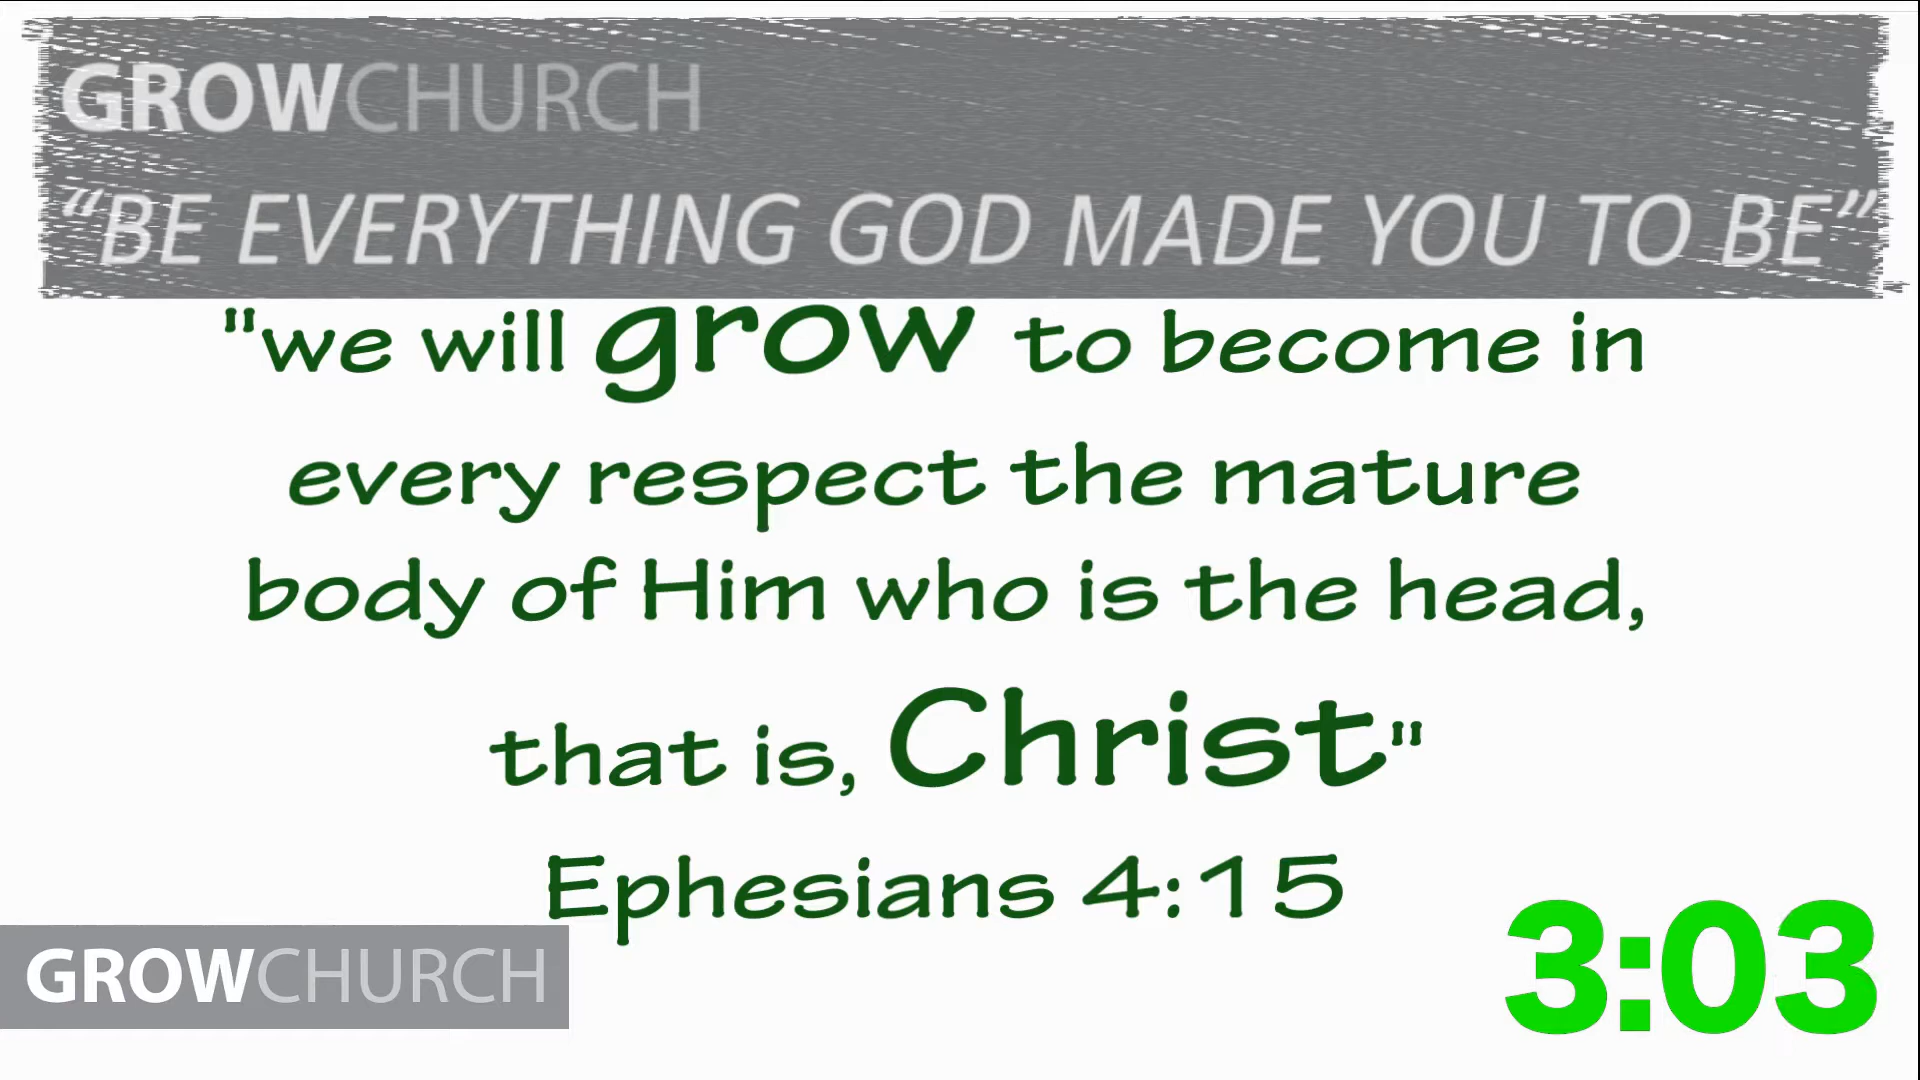 GROWCHURCH
“BE EVERYTHING GOD MADE YOU TO BE”
"we will grow to become in
every respect the mature
body of Him who is the head,
that is, Christ"
Ephesians 4:15
GROWCHURCH
3:03